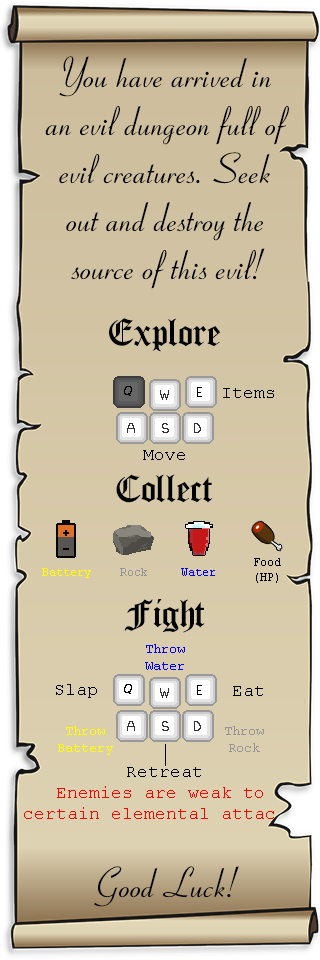 You have arrived in
an evil dungeon full of
evil creatures. Seek
out and destroy the
source of this evil!
Explore
Q W E Items
A S D
Move
Collect
+
-
Battery Rock Water Food
(HP)
Fight
Throw
Water
Slap Q W E Eat
A S D
Throw
Battery
Throw
Rock
Retreat
Enemies are weak to
certain elemental attac
Good Luck!